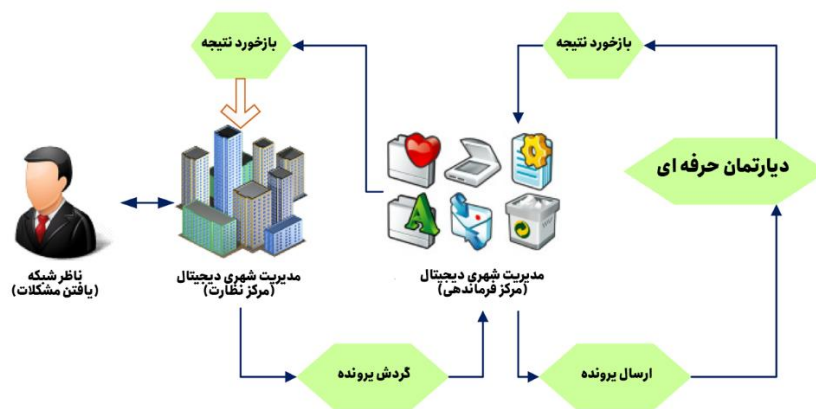 بازخورد نتیجه
بازخورد نتیجه
دپارتمان حرفه ای
ناظر شبکه
(یافتن مشکلات)
مدیریت شهری دیجیتال
(مرکز نظارت)
مدیریت شهری دیجیتال
(مرکز فرماندهی)
گردش پرونده
ارسال پرونده